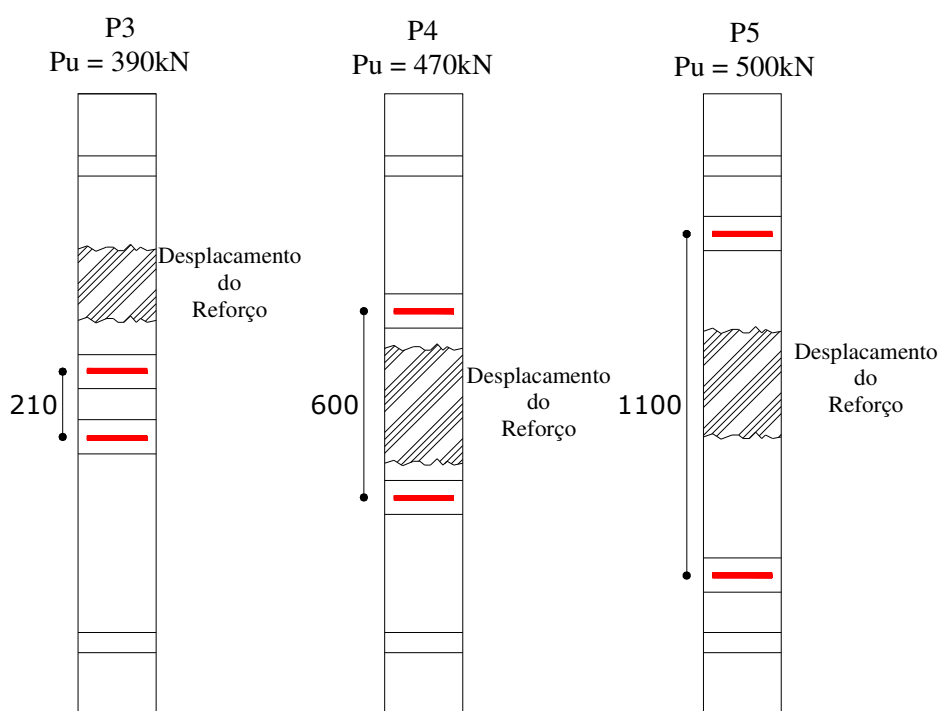 P3
Pu = 390kN
P4
Pu = 470kN
P5
Pu = 500kN
Desplacamento
do
Reforço
210
Desplacamento
do
Reforço
600
Desplacamento
do
Reforço
1100